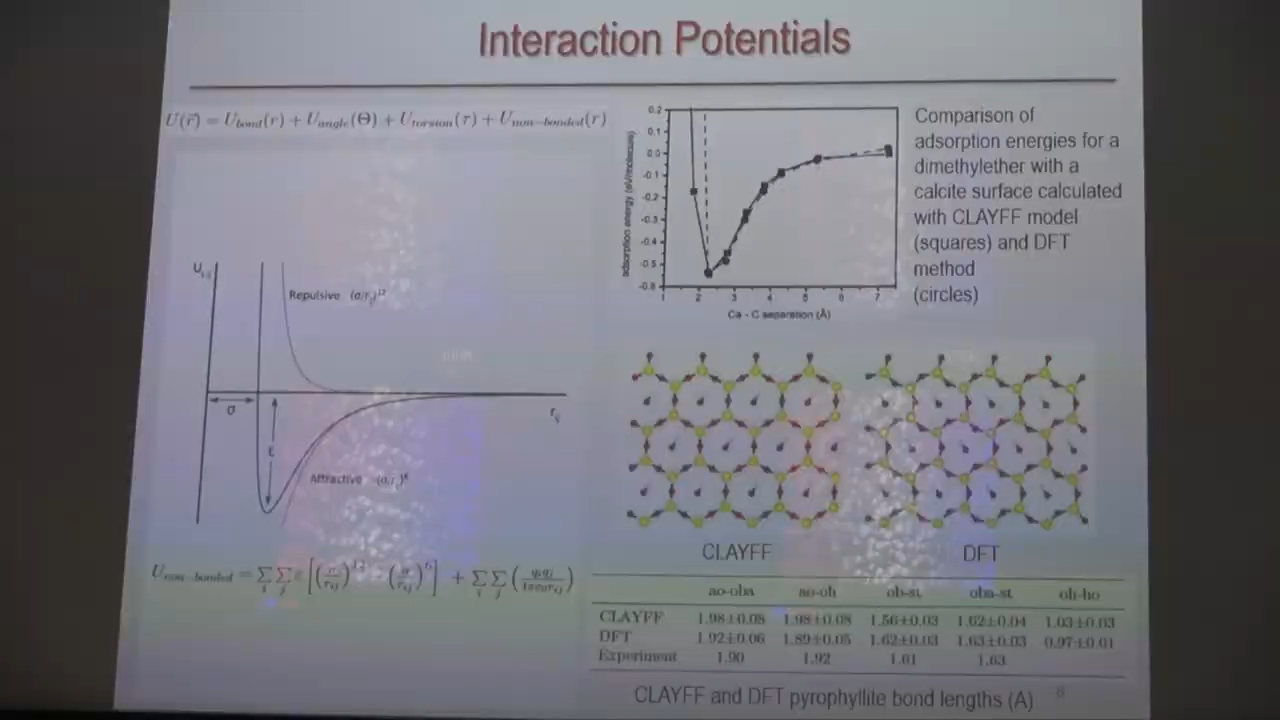 Interaction Potentials
U(r⃗) = U_bond(r) + U_angle(Θ) + U_torsion(τ) + U_non−bonded(r)
U_ij
Repulsive (σ/r_ij)^12
σ
ε
r_ij
Attractive -(σ/r_ij)^6
U_non−bonded = ∑_i ∑_j ε [(σ/r_ij)^12 − (σ/r_ij)^6] + ∑_i ∑_j (q_i q_j / 4πε_0 r_ij)
adsorption energy (eV/molecule)
0.2
0.1
0.0
-0.1
-0.2
-0.3
-0.4
-0.5
-0.6
1 2 3 4 5 6 7
Ca - C separation (Å)
Comparison of
adsorption energies for a
dimethylether with a
calcite surface calculated
with CLAYFF model
(squares) and DFT
method
(circles)
CLAYFF DFT
ao-oba ao-oh ob-st oba-st oh-ho
CLAYFF 1.98±0.08 1.98±0.08 1.56±0.03 1.62±0.04 1.03±0.03
DFT 1.92±0.06 1.89±0.05 1.62±0.03 1.63±0.03 0.97±0.01
Experiment 1.90 1.92 1.61 1.63
CLAYFF and DFT pyrophyllite bond lengths (A)